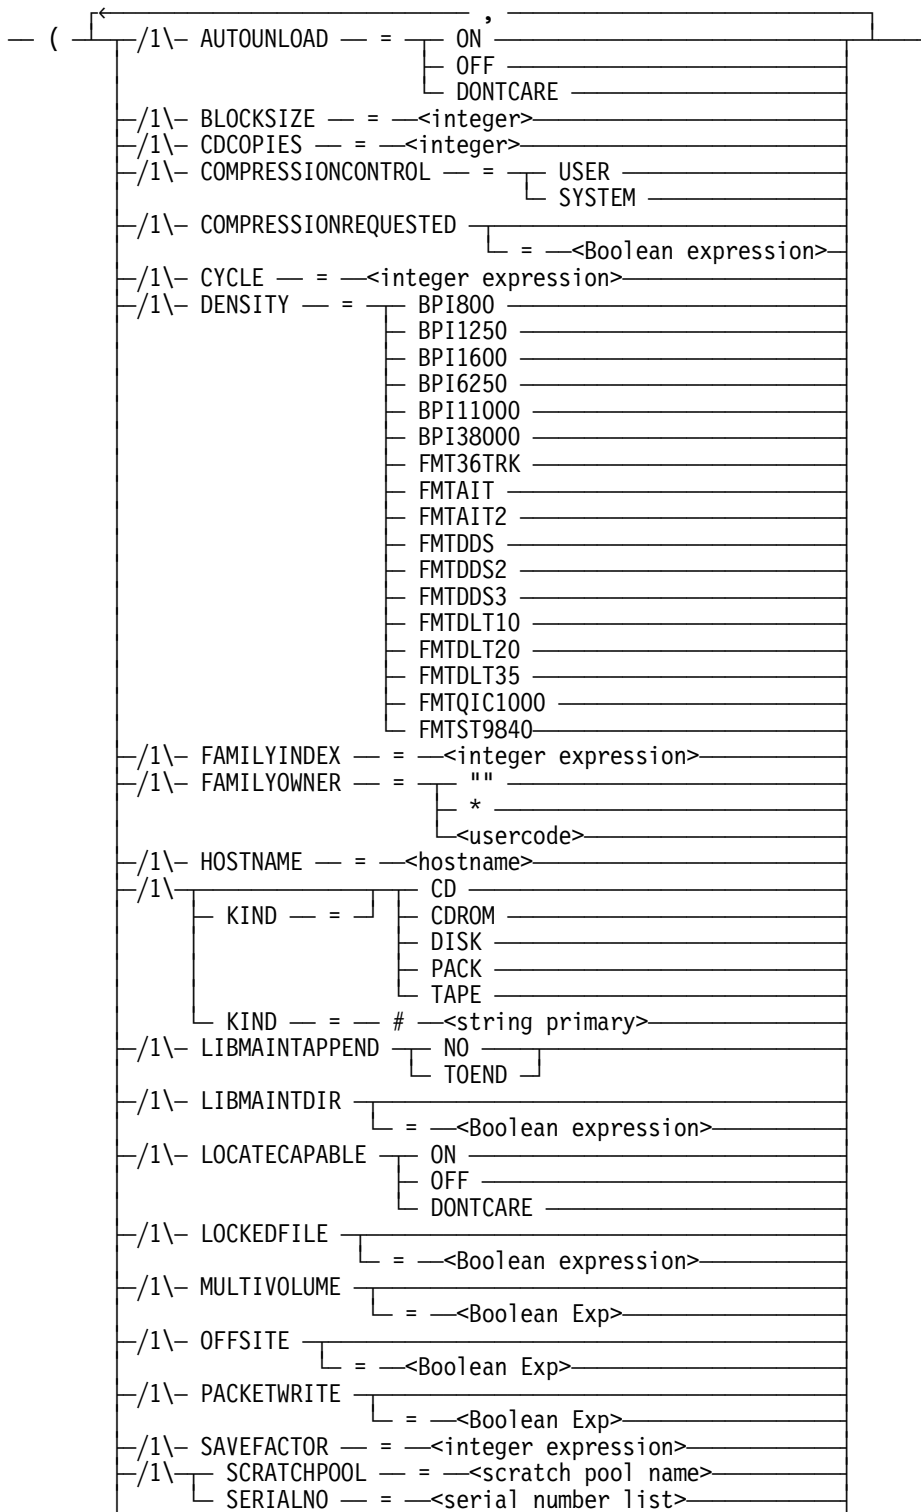 ,
( /1\ AUTOUNLOAD = ON
OFF
DONTCARE
/1\ BLOCKSIZE = <integer>
/1\ CDCOPIES = <integer>
/1\ COMPRESSIONCONTROL = USER
SYSTEM
/1\ COMPRESSIONREQUESTED
= <Boolean expression>
/1\ CYCLE = <integer expression>
/1\ DENSITY = BPI800
BPI1250
BPI1600
BPI6250
BPI11000
BPI38000
FMT36TRK
FMTAIT
FMTAIT2
FMTDDS
FMTDDS2
FMTDDS3
FMTDLT10
FMTDLT20
FMTDLT35
FMTQIC1000
FMTST9840
/1\ FAMILYINDEX = <integer expression>
/1\ FAMILYOWNER = ""
*
<usercode>
/1\ HOSTNAME = <hostname>
/1\ CD
KIND = CDROM
DISK
PACK
TAPE
KIND = # <string primary>
/1\ LIBMAINTAPPEND NO
TOEND
/1\ LIBMAINTDIR
= <Boolean expression>
/1\ LOCATECAPABLE ON
OFF
DONTCARE
/1\ LOCKEDFILE
= <Boolean expression>
/1\ MULTIVOLUME
= <Boolean Exp>
/1\ OFFSITE
= <Boolean Exp>
/1\ PACKETWRITE
= <Boolean Exp>
/1\ SAVEFACTOR = <integer expression>
/1\ SCRATCHPOOL = <scratch pool name>
SERIALNO = <serial number list>